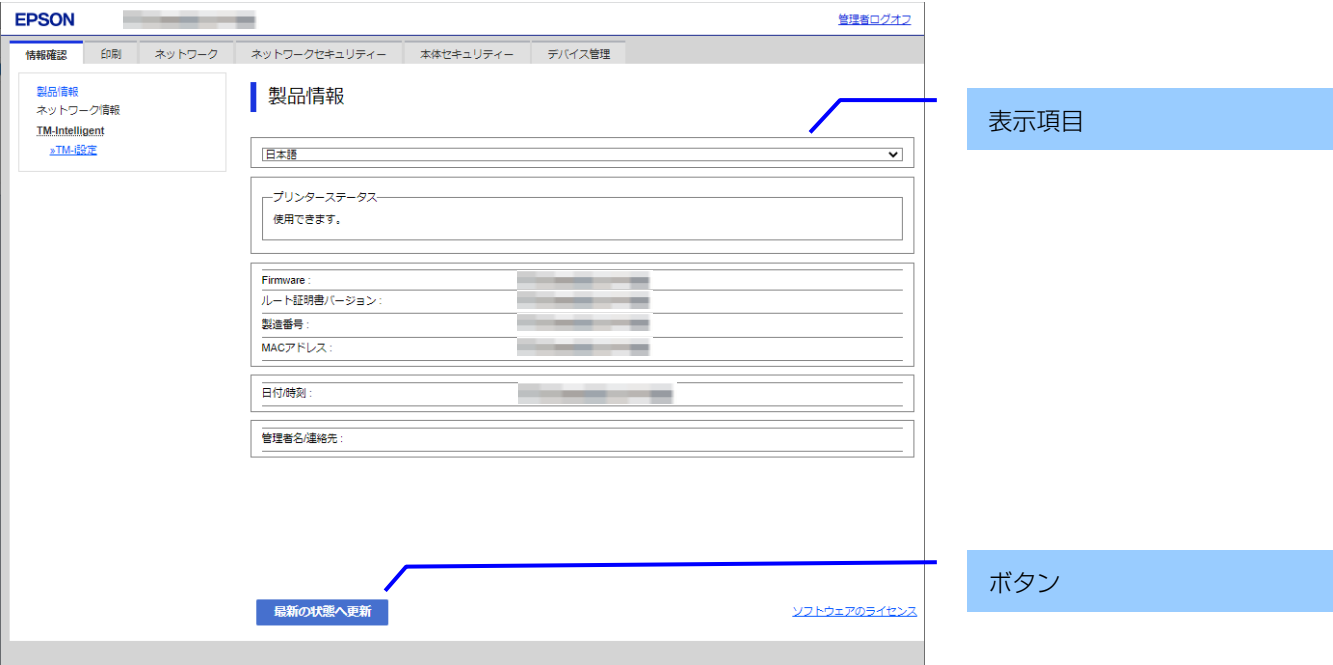 EPSON
管理者ログオフ
情報確認 印刷 ネットワーク ネットワークセキュリティー 本体セキュリティー デバイス管理
製品情報
ネットワーク情報
TM-Intelligent
»TM-i設定
製品情報
日本語
プリンターステータス
使用できます。
Firmware :
ルート証明書バージョン :
製造番号 :
MACアドレス :
日付/時刻 :
管理者名/連絡先 :
最新の状態へ更新
ソフトウェアのライセンス
表示項目
ボタン